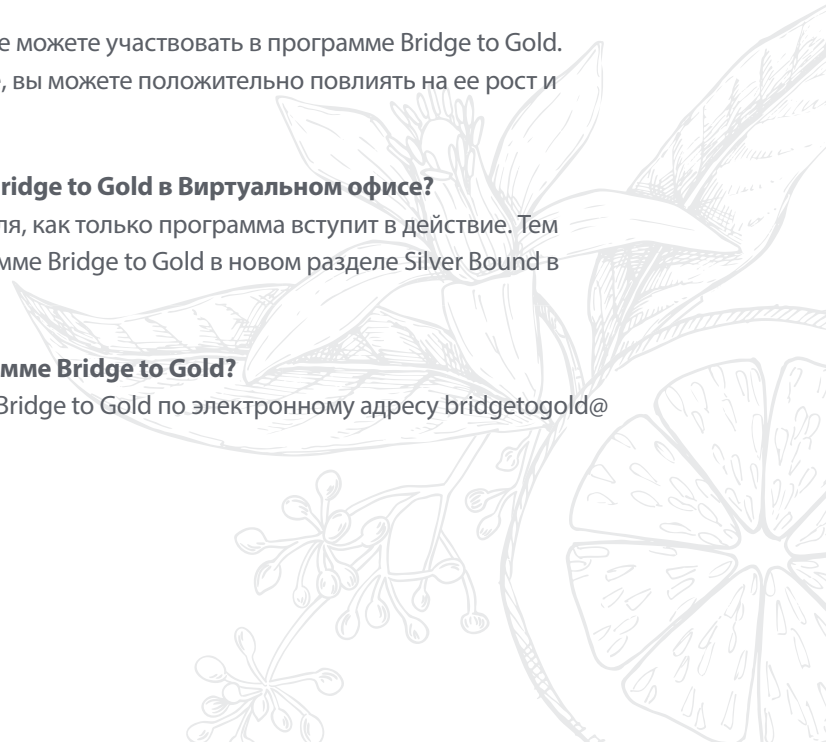 е можете участвовать в программе Bridge to Gold.
, вы можете положительно повлиять на ее рост и
ridge to Gold в Виртуальном офисе?
ля, как только программа вступит в действие. Тем
мме Bridge to Gold в новом разделе Silver Bound в
мме Bridge to Gold?
Bridge to Gold по электронному адресу bridgetogold@